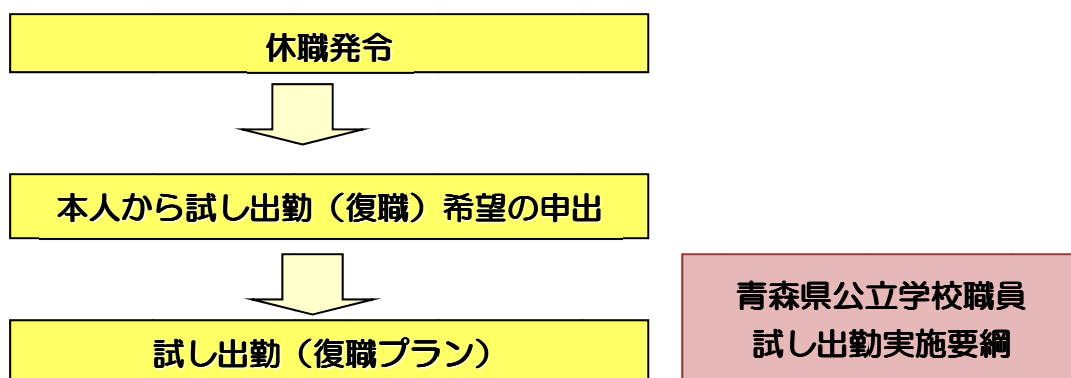 休職発令
本人から試し出勤（復職）希望の申出
試し出勤（復職プラン）
青森県公立学校職員
試し出勤実施要綱